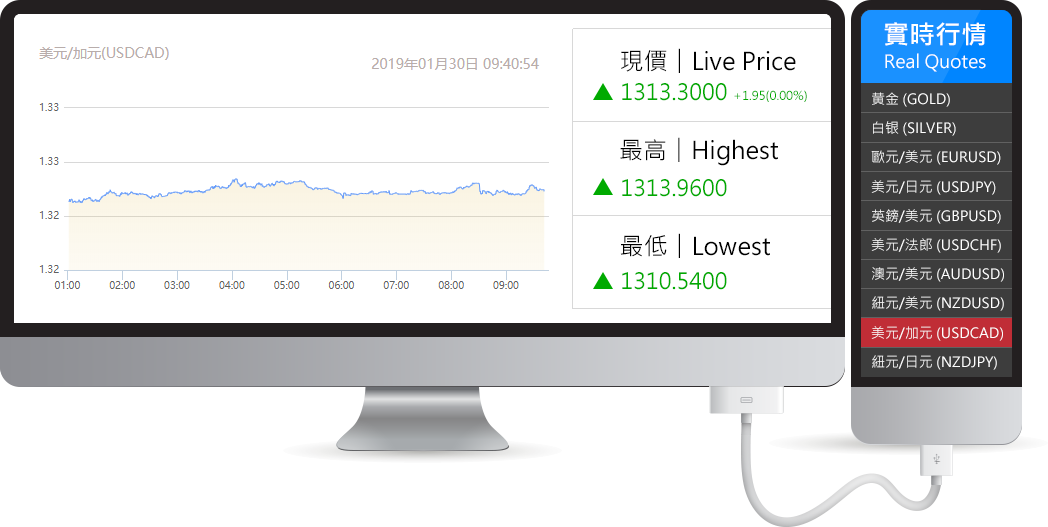 美元/加元(USDCAD)
2019年01月30日 09:40:54
1.33
1.33
1.32
1.32
01:00 02:00 03:00 04:00 05:00 06:00 07:00 08:00 09:00
現價｜Live Price
▲ 1313.3000 +1.95(0.00%)
最高｜Highest
▲ 1313.9600
最低｜Lowest
▲ 1310.5400
實時行情
Real Quotes
黃金 (GOLD)
白银 (SILVER)
歐元/美元 (EURUSD)
美元/日元 (USDJPY)
英鎊/美元 (GBPUSD)
美元/法郎 (USDCHF)
澳元/美元 (AUDUSD)
紐元/美元 (NZDUSD)
美元/加元 (USDCAD)
紐元/日元 (NZDJPY)